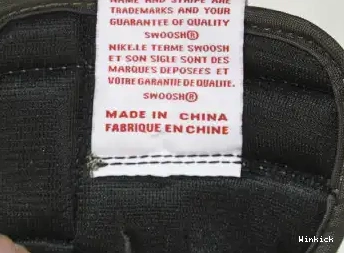 NAME AND STRIPE ARE
TRADEMARKS AND YOUR
GUARANTEE OF QUALITY
SWOOSH®
NIKE.LE TERME SWOOSH
ET SON SIGLE SONT DES
MARQUES DEPOSEES ET
VOTRE GARANTIE DE QUALITE.
SWOOSH®
MADE IN CHINA
FABRIQUE EN CHINE
Winkick